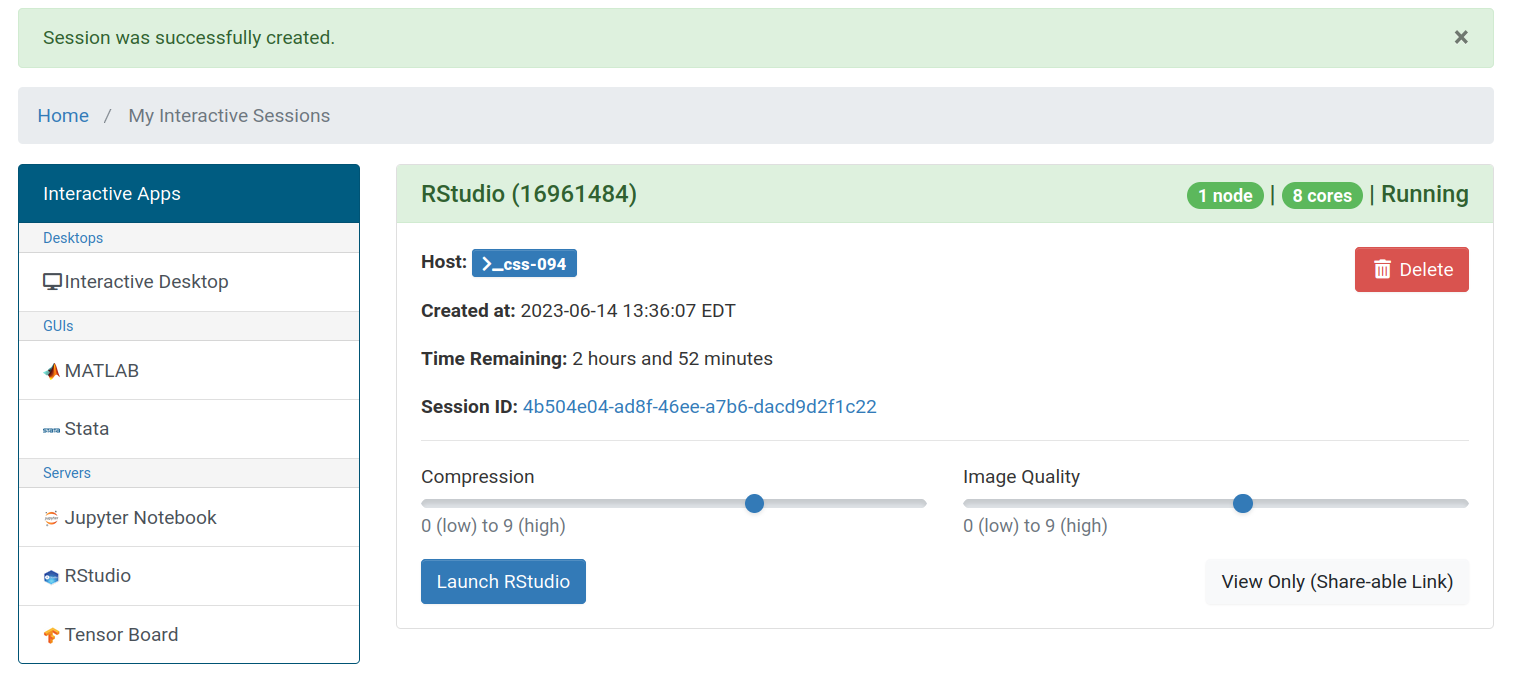 Session was successfully created.
×
Home / My Interactive Sessions
Interactive Apps
Desktops
Interactive Desktop
GUIs
MATLAB
Stata
Servers
Jupyter Notebook
RStudio
Tensor Board
RStudio (16961484)
1 node | 8 cores | Running
Host: >_css-094
Delete
Created at: 2023-06-14 13:36:07 EDT
Time Remaining: 2 hours and 52 minutes
Session ID: 4b504e04-ad8f-46ee-a7b6-dacd9d2f1c22
Compression
0 (low) to 9 (high)
Image Quality
0 (low) to 9 (high)
Launch RStudio
View Only (Share-able Link)